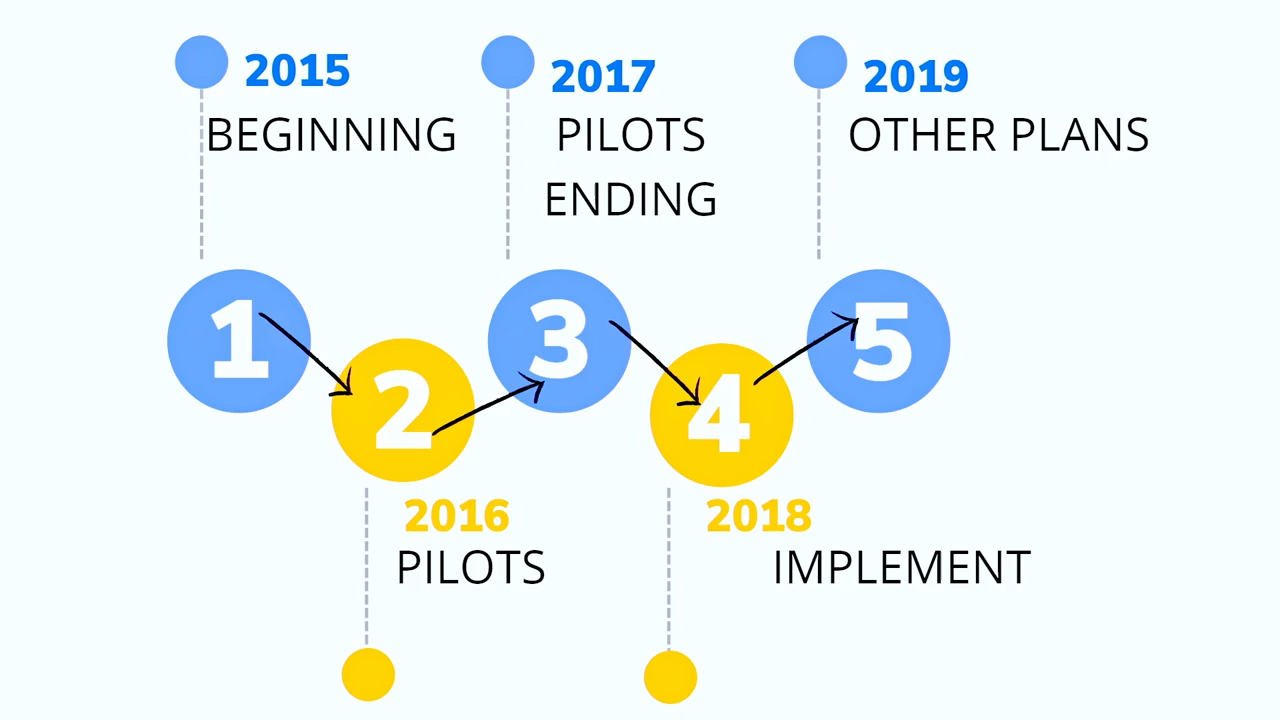 2015
BEGINNING
2017
PILOTS
ENDING
2019
OTHER PLANS
1
2
3
4
5
2016
PILOTS
2018
IMPLEMENT